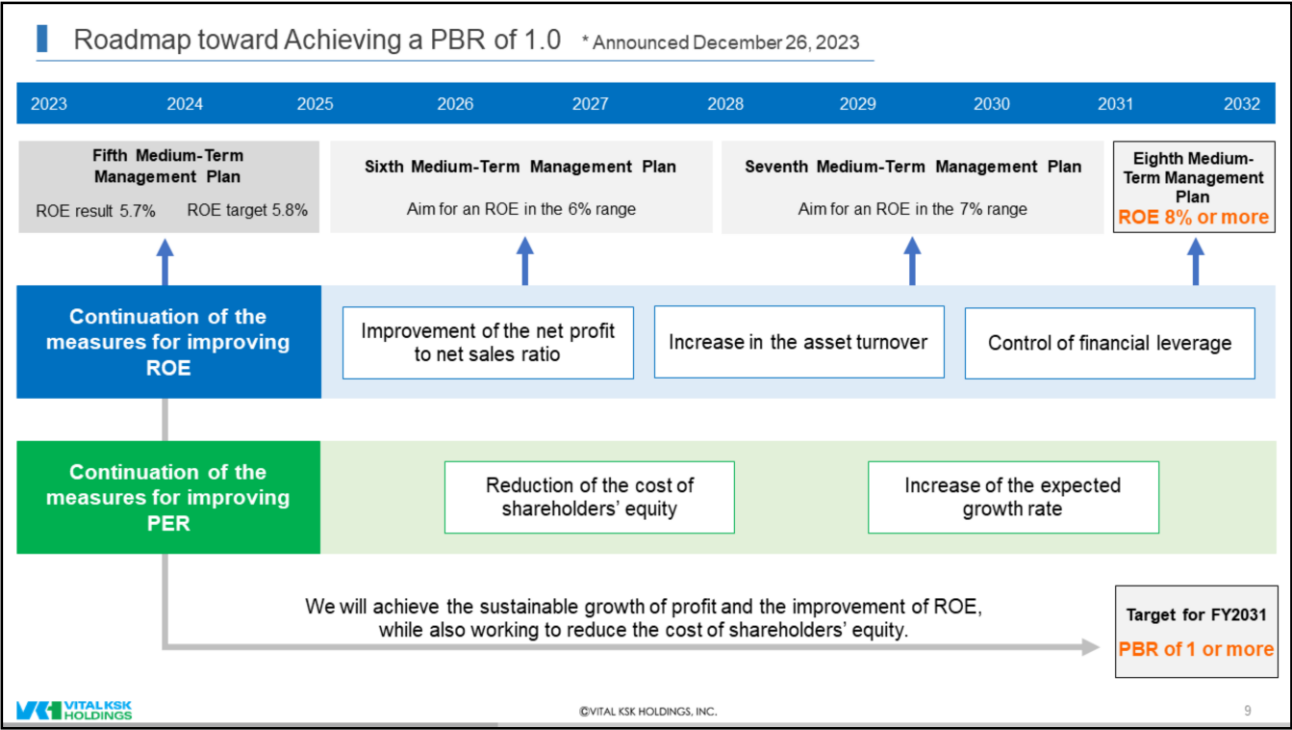 Roadmap toward Achieving a PBR of 1.0 * Announced December 26, 2023
2023 2024 2025 2026 2027 2028 2029 2030 2031 2032
Fifth Medium-Term
Management Plan
ROE result 5.7% ROE target 5.8%
Sixth Medium-Term Management Plan
Aim for an ROE in the 6% range
Seventh Medium-Term Management Plan
Aim for an ROE in the 7% range
Eighth Medium-
Term Management
Plan
ROE 8% or more
Continuation of the
measures for improving
ROE
Improvement of the net profit
to net sales ratio
Increase in the asset turnover
Control of financial leverage
Continuation of the
measures for improving
PER
Reduction of the cost of
shareholders' equity
Increase of the expected
growth rate
We will achieve the sustainable growth of profit and the improvement of ROE,
while also working to reduce the cost of shareholders' equity.
Target for FY2031
PBR of 1 or more
VITAL KSK
HOLDINGS
©VITAL KSK HOLDINGS, INC.
9